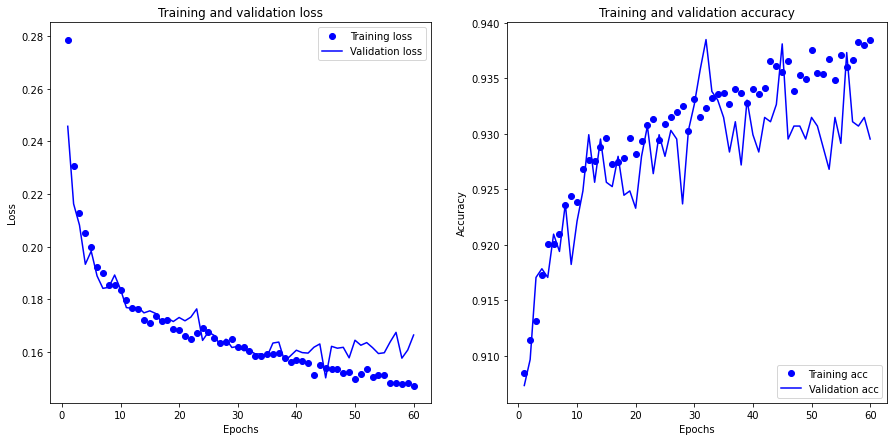 Training and validation loss
Training loss
Validation loss
0.28
0.26
0.24
0.22
0.20
0.18
0.16
Loss
0
10
20
30
40
50
60
Epochs
Training and validation accuracy
0.940
0.935
0.930
0.925
0.920
0.915
0.910
Accuracy
Training acc
Validation acc
0
10
20
30
40
50
60
Epochs